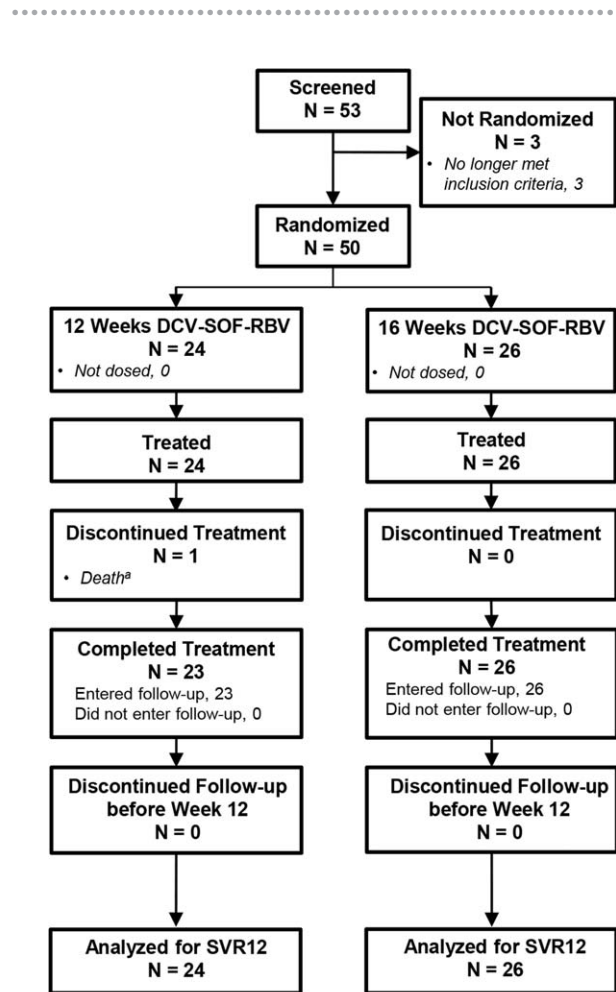 Screened
N = 53
Not Randomized
N = 3
• No longer met
inclusion criteria, 3
Randomized
N = 50
12 Weeks DCV-SOF-RBV
N = 24
• Not dosed, 0
16 Weeks DCV-SOF-RBV
N = 26
• Not dosed, 0
Treated
N = 24
Treated
N = 26
Discontinued Treatment
N = 1
• Deathᵃ
Discontinued Treatment
N = 0
Completed Treatment
N = 23
Entered follow-up, 23
Did not enter follow-up, 0
Completed Treatment
N = 26
Entered follow-up, 26
Did not enter follow-up, 0
Discontinued Follow-up
before Week 12
N = 0
Discontinued Follow-up
before Week 12
N = 0
Analyzed for SVR12
N = 24
Analyzed for SVR12
N = 26